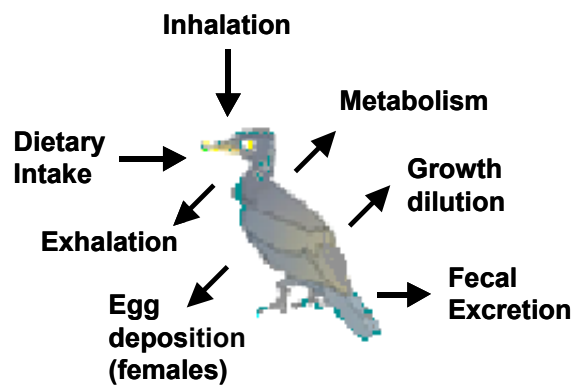 Inhalation
Metabolism
Dietary
Intake
Growth
dilution
Exhalation
Fecal
Excretion
Egg
deposition
(females)